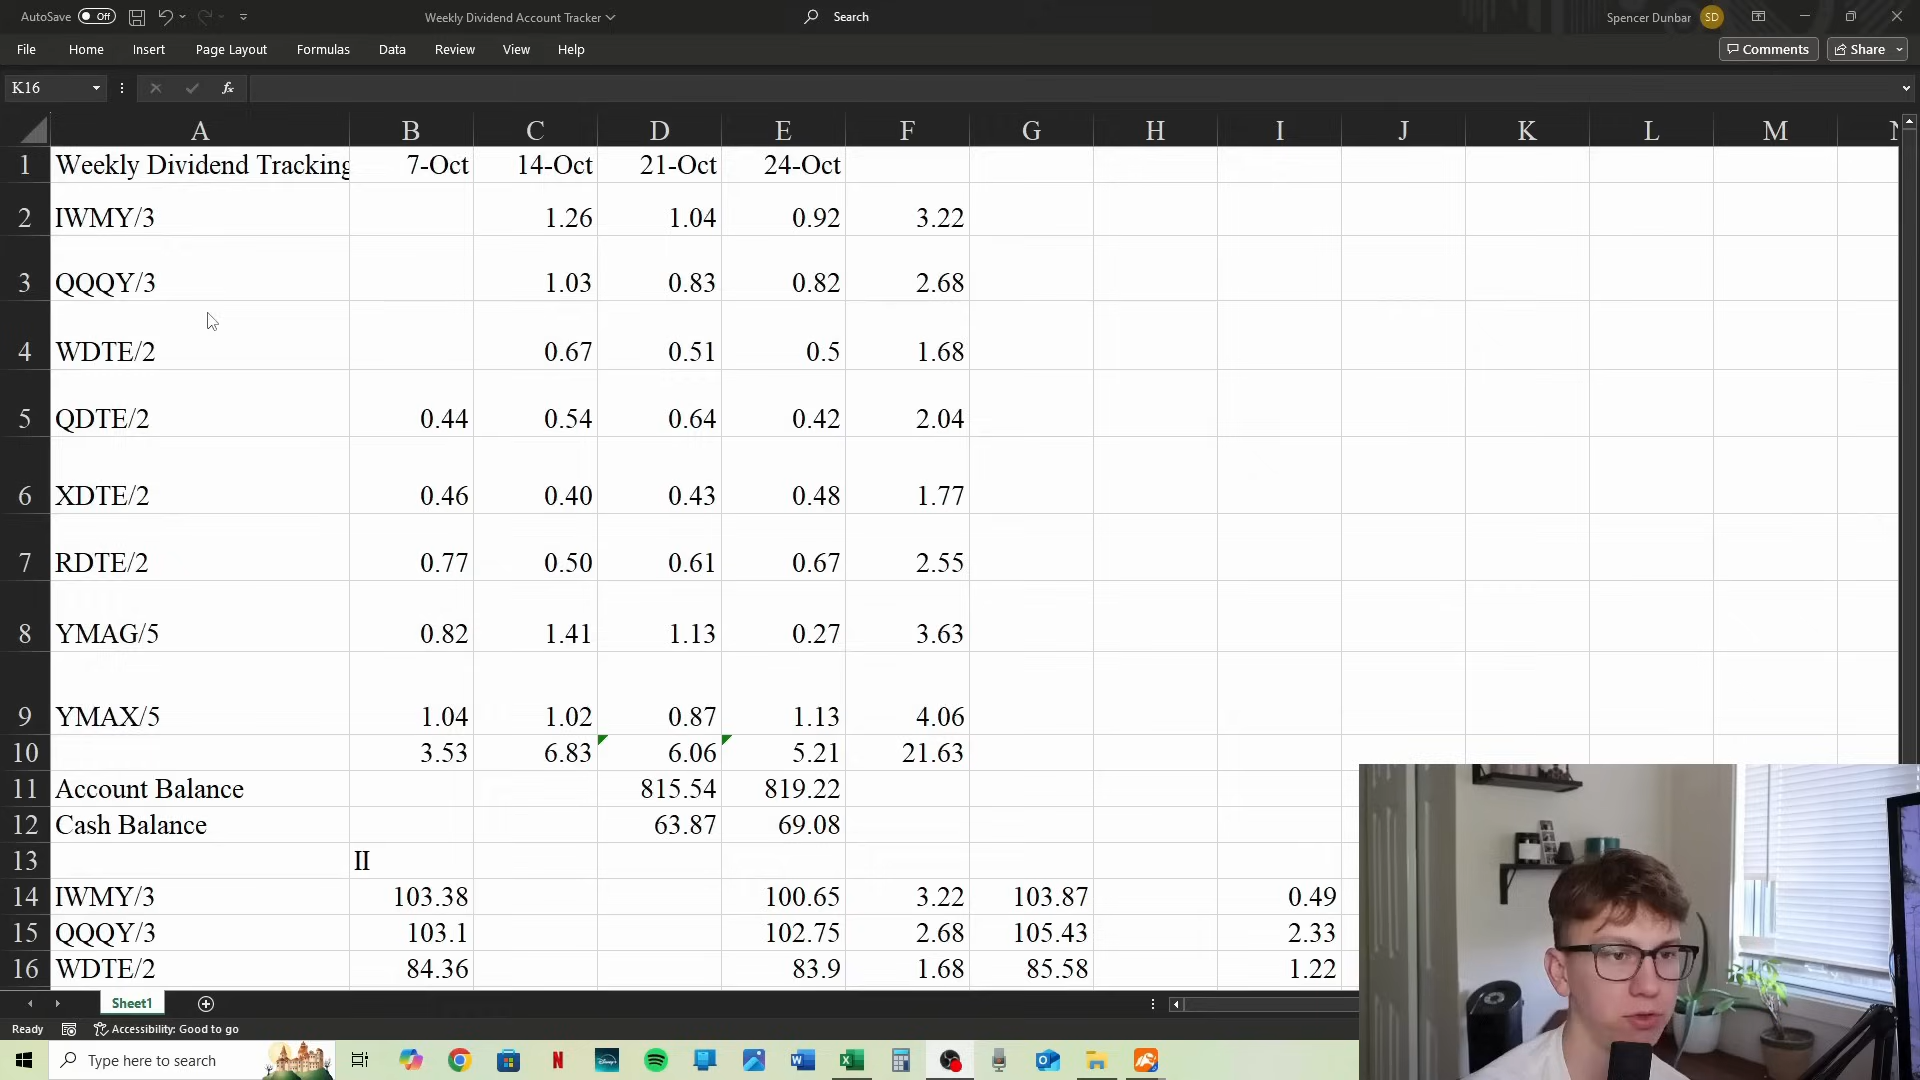 AutoSave Off Weekly Dividend Account Tracker Search Spencer Dunbar SD
File Home Insert Page Layout Formulas Data Review View Help Comments Share
K16 fx
A B C D E F G H I J K L M
1 Weekly Dividend Tracking 7-Oct 14-Oct 21-Oct 24-Oct
2 IWMY/3 1.26 1.04 0.92 3.22
3 QQQY/3 1.03 0.83 0.82 2.68
4 WDTE/2 0.67 0.51 0.5 1.68
5 QDTE/2 0.44 0.54 0.64 0.42 2.04
6 XDTE/2 0.46 0.40 0.43 0.48 1.77
7 RDTE/2 0.77 0.50 0.61 0.67 2.55
8 YMAG/5 0.82 1.41 1.13 0.27 3.63
9 YMAX/5 1.04 1.02 0.87 1.13 4.06
10 3.53 6.83 6.06 5.21 21.63
11 Account Balance 815.54 819.22
12 Cash Balance 63.87 69.08
13 II
14 IWMY/3 103.38 100.65 3.22 103.87 0.49
15 QQQY/3 103.1 102.75 2.68 105.43 2.33
16 WDTE/2 84.36 83.9 1.68 85.58 1.22
Sheet1
Ready Accessibility: Good to go
Type here to search